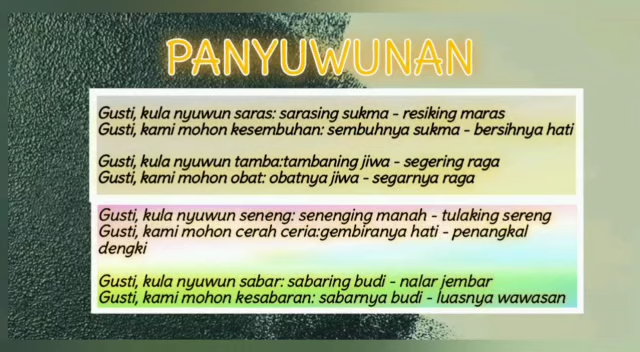 PANYUWUNAN
Gusti, kula nyuwun saras: sarasing sukma - resiking maras
Gusti, kami mohon kesembuhan: sembuhnya sukma - bersihnya hati
Gusti, kula nyuwun tamba:tambaning jiwa - segering raga
Gusti, kami mohon obat: obatnya jiwa - segarnya raga
Gusti, kula nyuwun seneng: senenging manah - tulaking sereng
Gusti, kami mohon cerah ceria:gembiranya hati - penangkal
dengki
Gusti, kula nyuwun sabar: sabaring budi - nalar jembar
Gusti, kami mohon kesabaran: sabarnya budi - luasnya wawasan